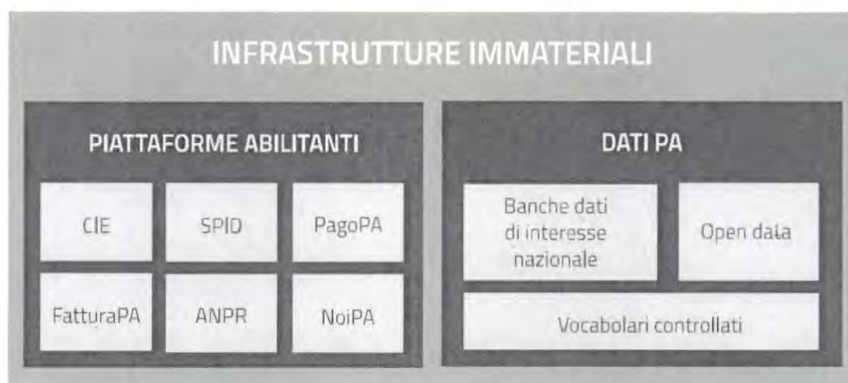 INFRASTRUTTURE IMMATERIALI
PIATTAFORME ABILITANTI
CIE
SPID
PagoPA
FatturaPA
ANPR
NoiPA
DATI PA
Banche dati
di interesse
nazionale
Open data
Vocabolari controllati